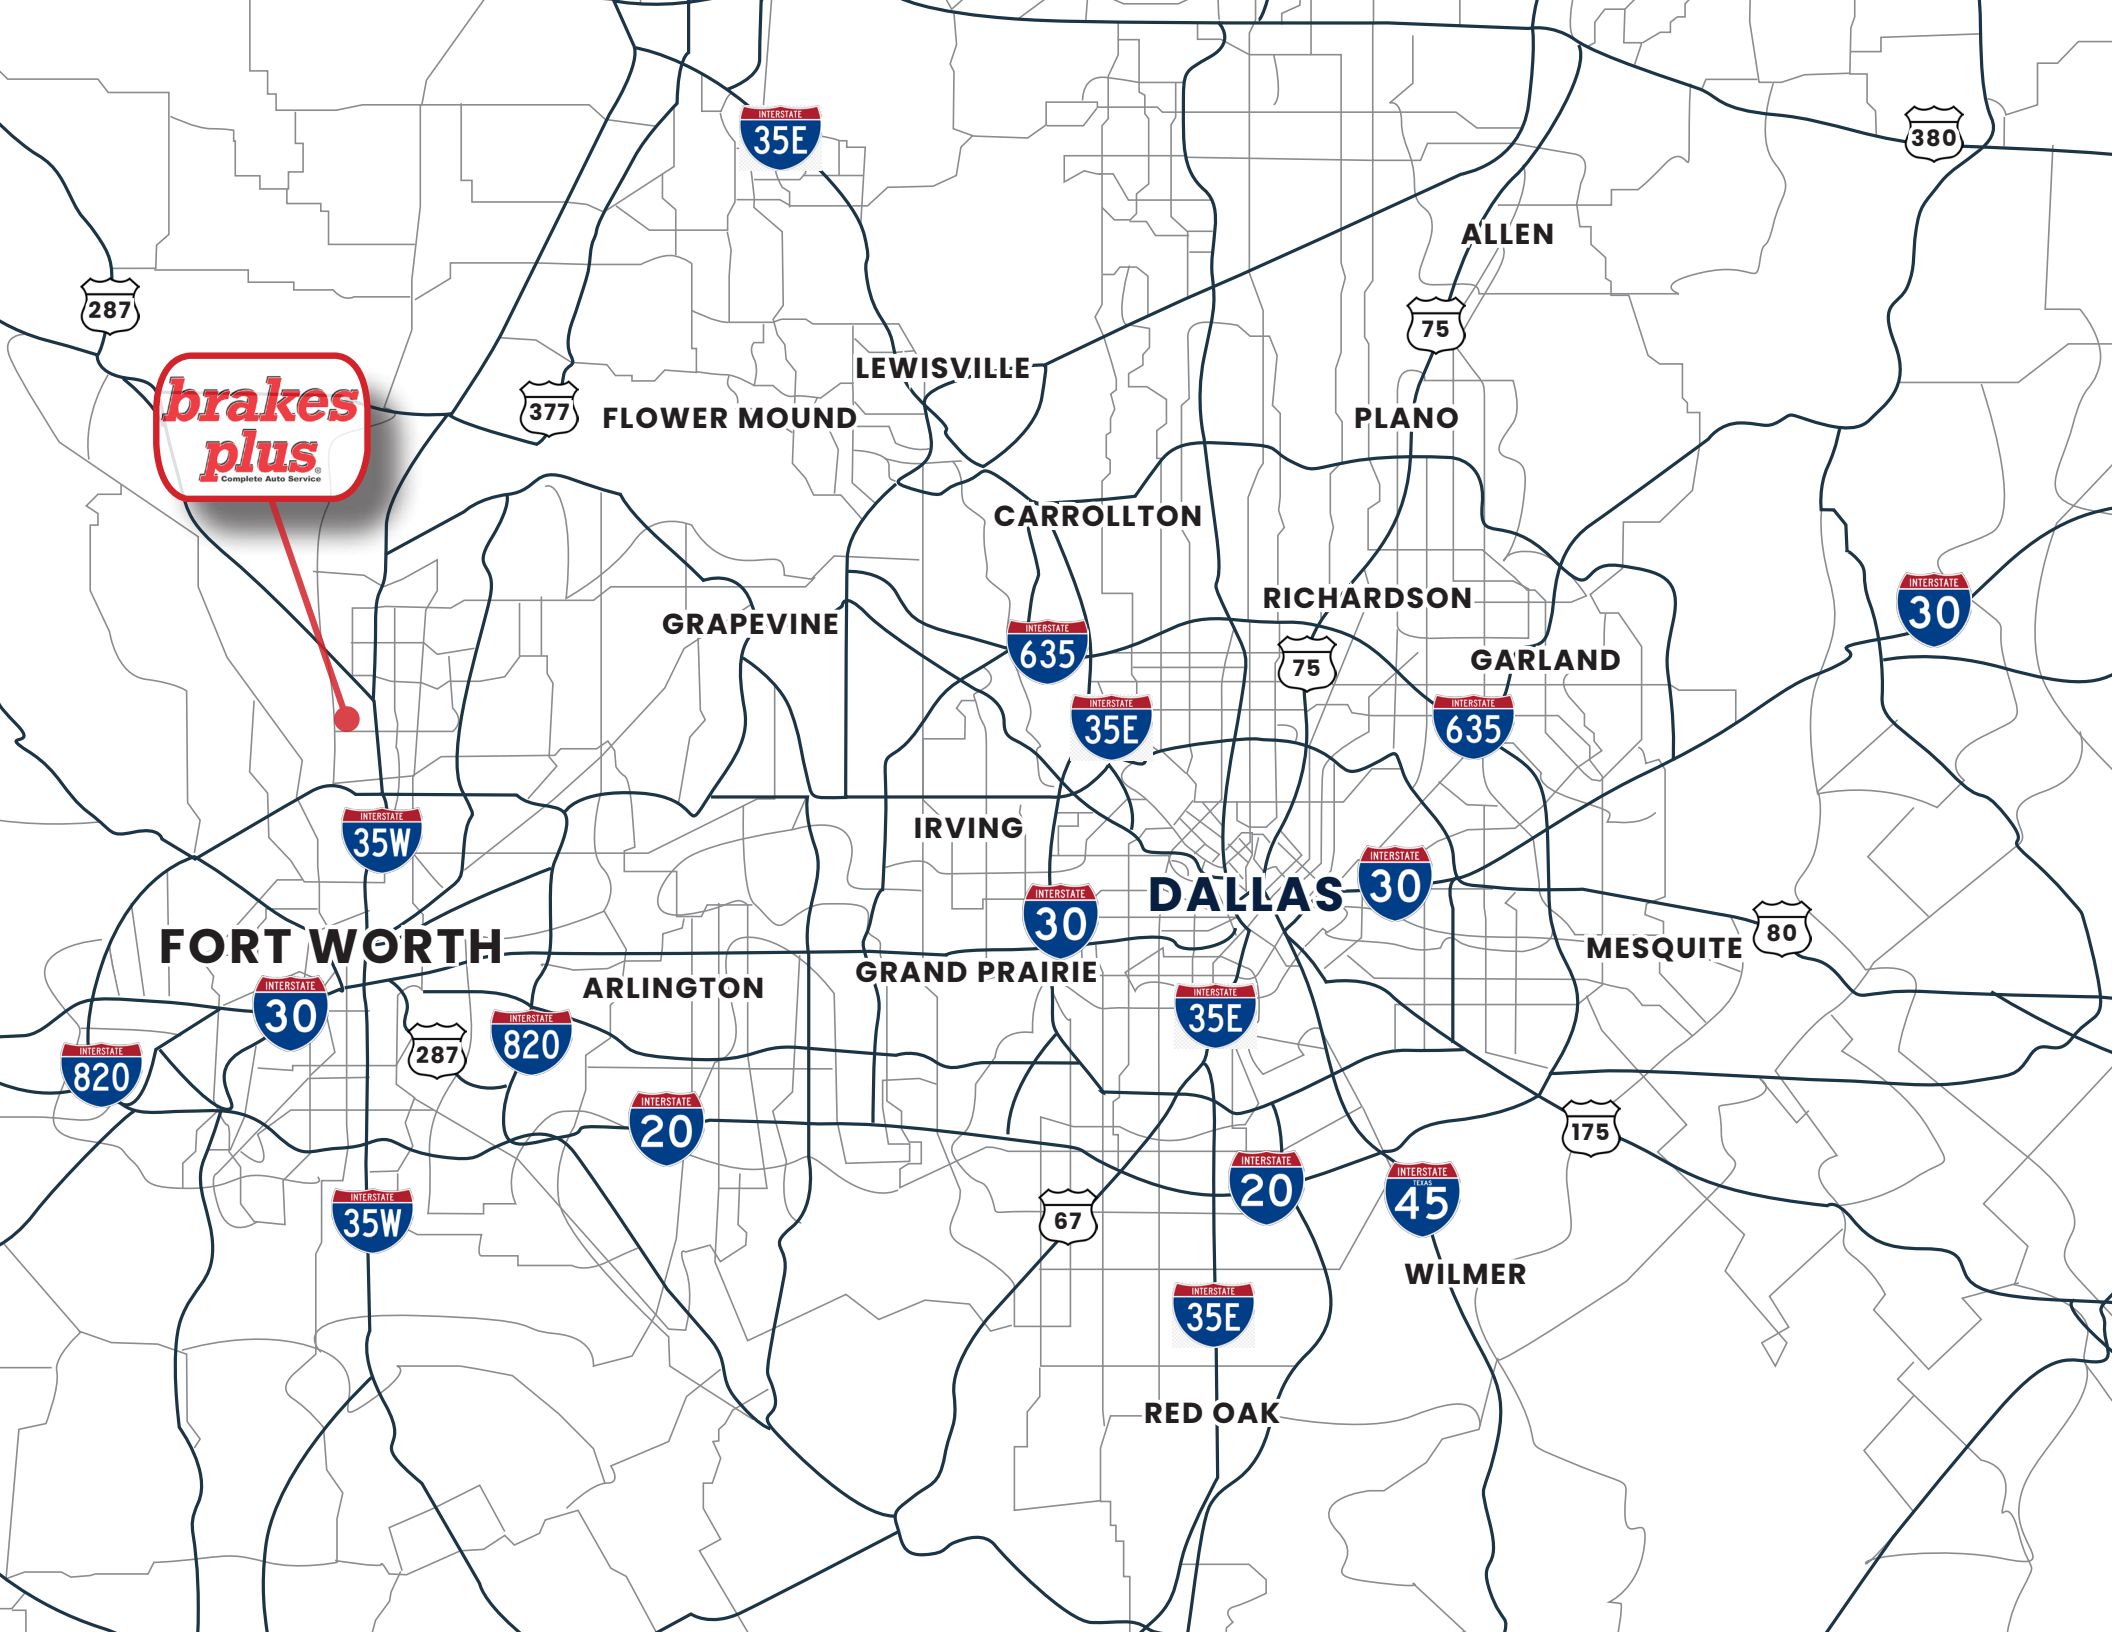 INTERSTATE
35E
380
ALLEN
287
75
LEWISVILLE
brakes
plus
Complete Auto Service
377
FLOWER MOUND
PLANO
CARROLLTON
RICHARDSON
INTERSTATE
30
GRAPEVINE
INTERSTATE
635
75
GARLAND
INTERSTATE
35E
INTERSTATE
635
INTERSTATE
35W
IRVING
INTERSTATE
30
DALLAS
INTERSTATE
30
80
FORT WORTH
MESQUITE
GRAND PRAIRIE
ARLINGTON
INTERSTATE
30
INTERSTATE
35E
INTERSTATE
820
287
INTERSTATE
820
INTERSTATE
20
175
INTERSTATE
20
INTERSTATE
TEXAS
45
INTERSTATE
35W
67
WILMER
INTERSTATE
35E
RED OAK